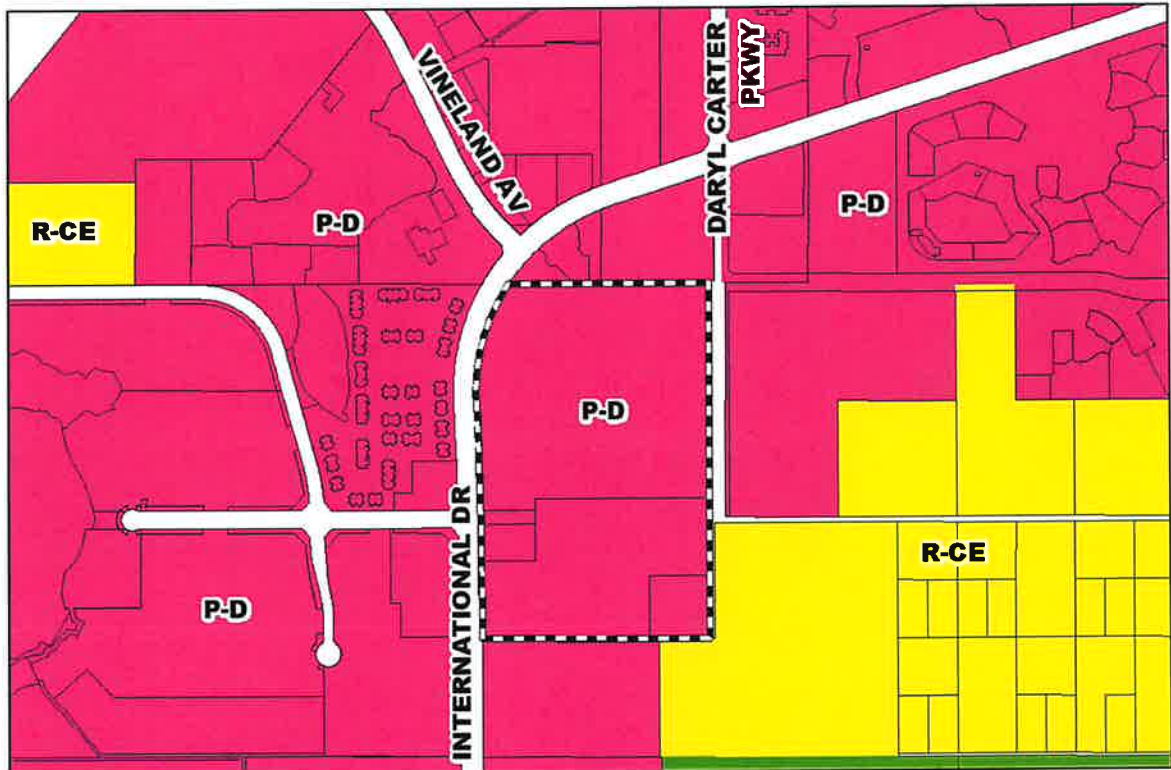 VINELAND AV
DARYL CARTER
PKWY
R-CE
P-D
P-D
P-D
INTERNATIONAL DR
R-CE
P-D